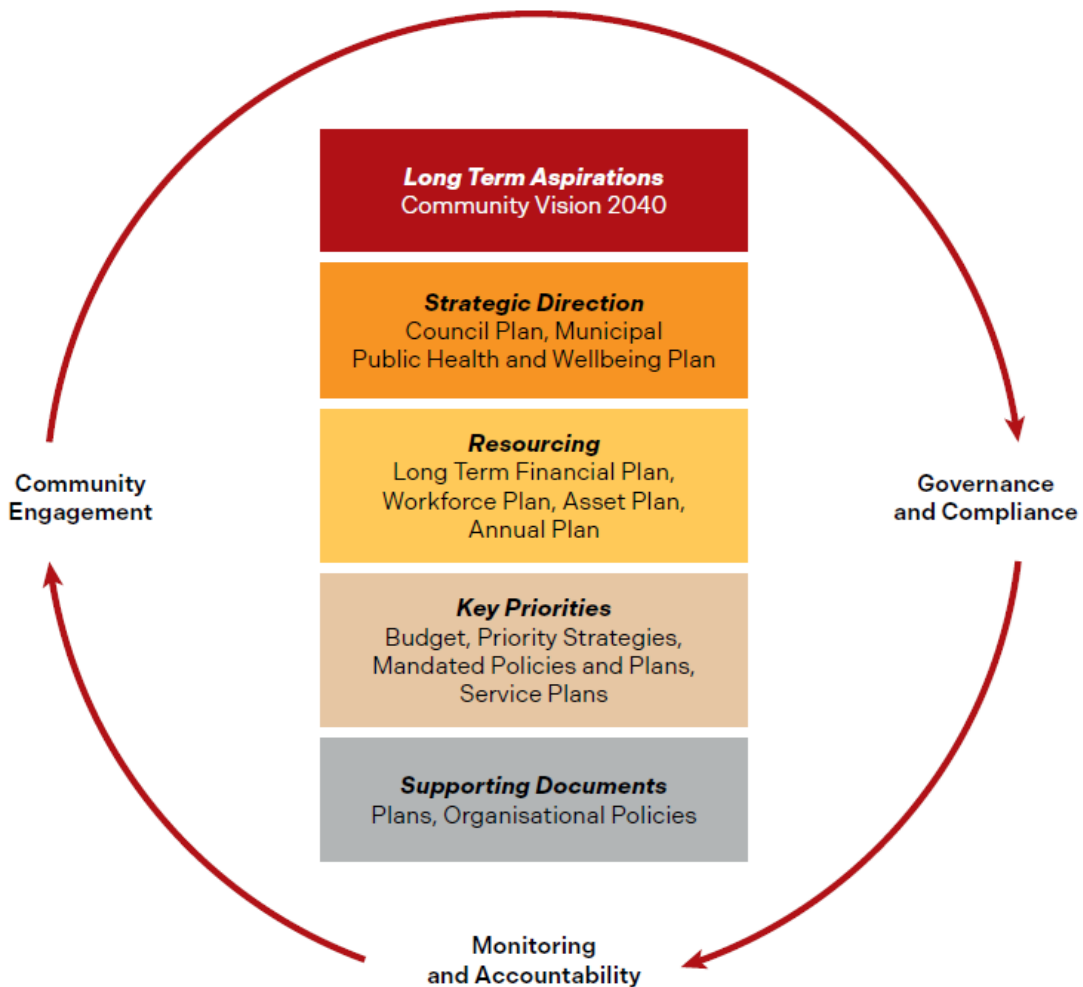 Long Term Aspirations
Community Vision 2040
Strategic Direction
Council Plan, Municipal
Public Health and Wellbeing Plan
Resourcing
Long Term Financial Plan,
Workforce Plan, Asset Plan,
Annual Plan
Community
Engagement
Governance
and Compliance
Key Priorities
Budget, Priority Strategies,
Mandated Policies and Plans,
Service Plans
Supporting Documents
Plans, Organisational Policies
Monitoring
and Accountability